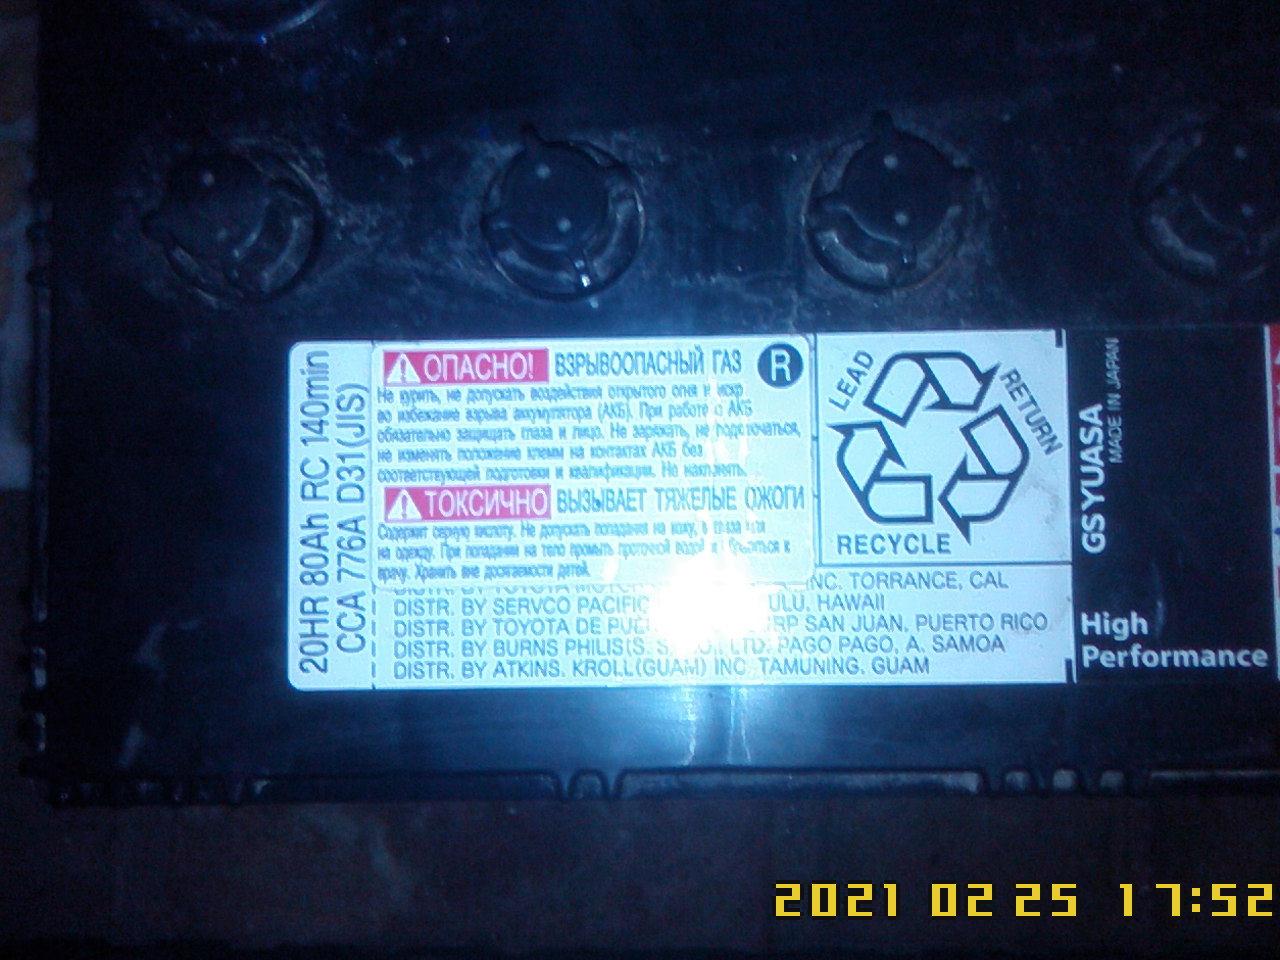 20HR 80Ah RC 140min
CCA 776A D31(JIS)
ОПАСНО! ВЗРЫВООПАСНЫЙ ГАЗ R
Не курить, не допускать воздействия открытого огня и искр
во избежание взрыва аккумулятора (АКБ). При работе с АКБ
обязательно защищать глаза и лицо. Не заряжать, не подключаться,
не изменять положение клемм на контактах АКБ без
соответствующей подготовки и квалификации. Не наклонять.
ТОКСИЧНО ВЫЗЫВАЕТ ТЯЖЕЛЫЕ ОЖОГИ
Содержит серную кислоту. Не допускать попадания на кожу, в глаза или
на одежду. При попадании на тело промыть проточной водой и обратиться к
врачу. Хранить вне досягаемости детей.
INC. TORRANCE, CAL
DISTR. BY SERVCO PACIFIC HAWAII
DISTR. BY TOYOTA DE SAN JUAN, PUERTO RICO
DISTR. BY BURNS PHILIS(S. LTD. PAGO PAGO, A. SAMOA
DISTR. BY ATKINS. KROLL(GUAM) INC. TAMUNING. GUAM
LEAD
RETURN
RECYCLE
GS YUASA
MADE IN JAPAN
High
Performance
2021 02 25 17:52